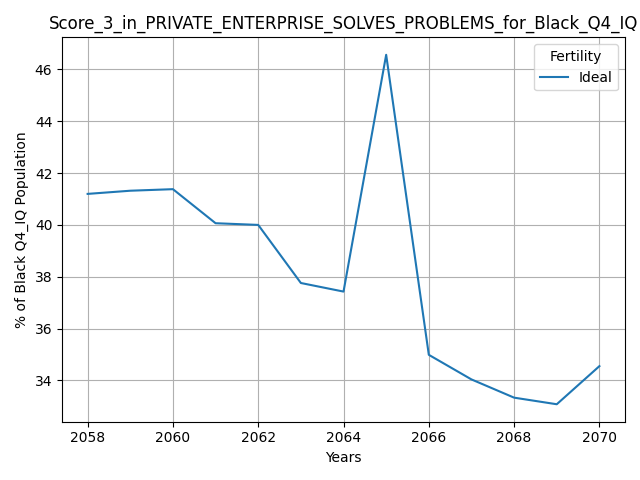 Score_3_in_PRIVATE_ENTERPRISE_SOLVES_PROBLEMS_for_Black_Q4_IQ
Fertility
Ideal
% of Black Q4_IQ Population
46
44
42
40
38
36
34
2058 2060 2062 2064 2066 2068 2070
Years